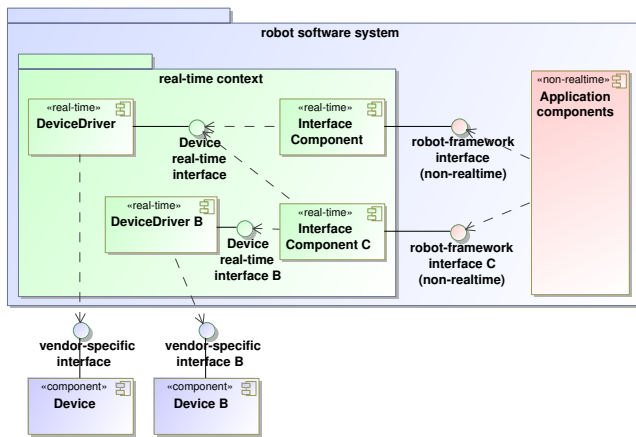 robot software system
real-time context
«real-time»
DeviceDriver
Device
real-time
interface
«real-time»
Interface
Component
robot-framework
interface
(non-realtime)
«non-realtime»
Application
components
«real-time»
DeviceDriver B
Device
real-time
interface B
«real-time»
Interface
Component C
robot-framework
interface C
(non-realtime)
vendor-specific
interface
vendor-specific
interface B
«component»
Device
«component»
Device B